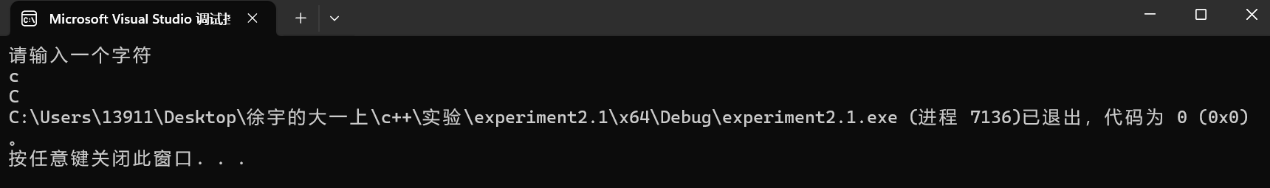 Microsoft Visual Studio 调试
请输入一个字符
c
C
C:\Users\13911\Desktop\徐宇的大一上\c++\实验\experiment2.1\x64\Debug\experiment2.1.exe (进程 7136)已退出，代码为 0 (0x0)
。
按任意键关闭此窗口. . .